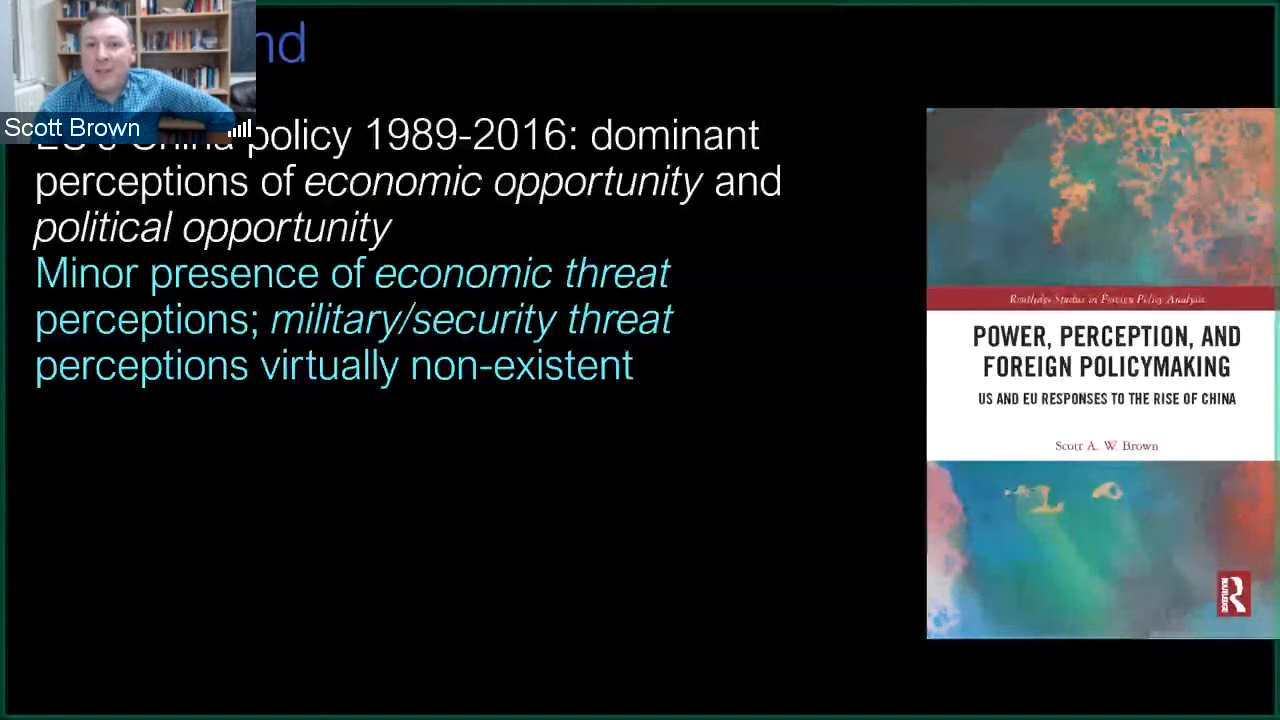 nd
Scott Brown
China policy 1989-2016: dominant
perceptions of economic opportunity and
political opportunity
Minor presence of economic threat
perceptions; military/security threat
perceptions virtually non-existent
Routledge Studies in Foreign Policy Analysis
POWER, PERCEPTION, AND
FOREIGN POLICYMAKING
US AND EU RESPONSES TO THE RISE OF CHINA
Scott A. W. Brown
ROUTLEDGE